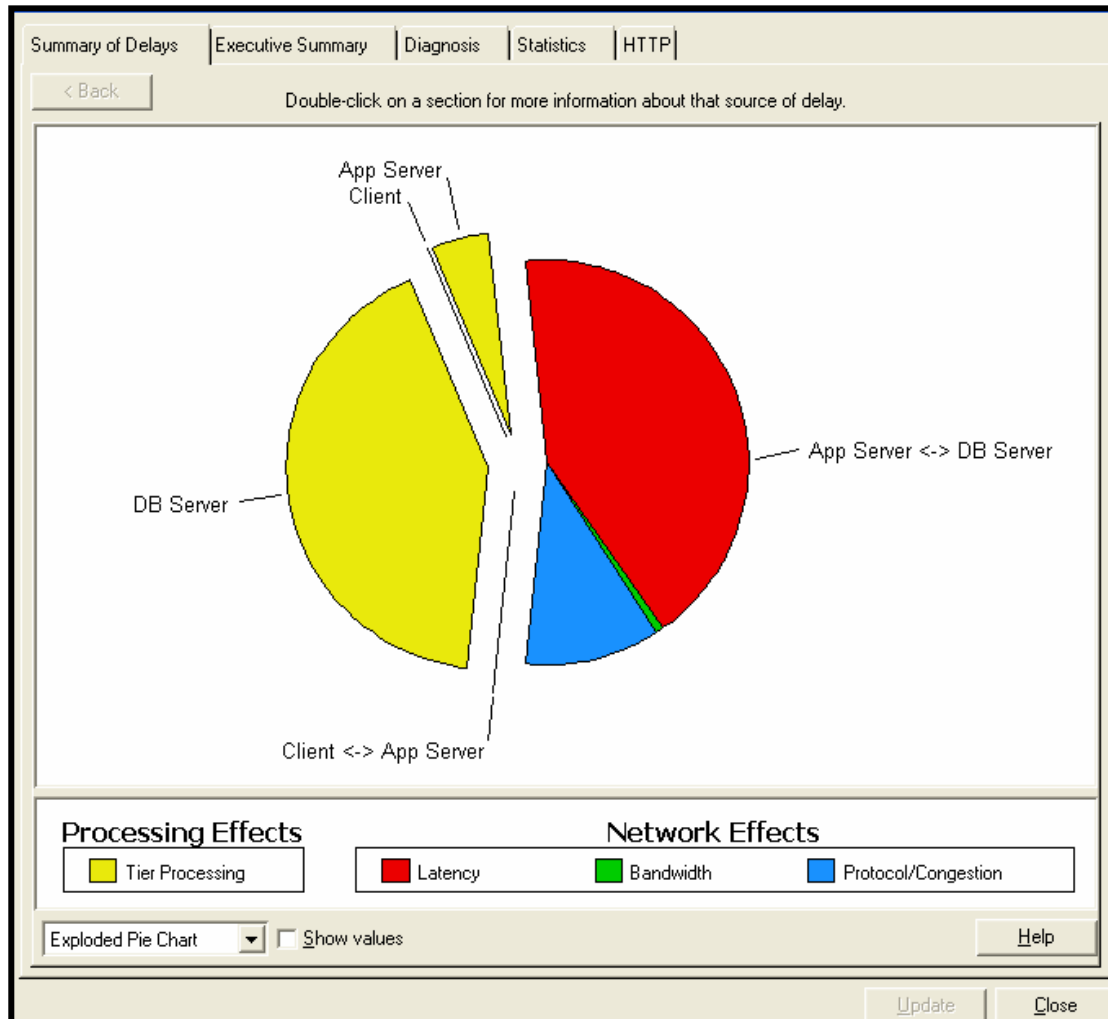 Summary of Delays Executive Summary Diagnosis Statistics HTTP
< Back
Double-click on a section for more information about that source of delay.
App Server
Client
App Server <-> DB Server
DB Server
Client <-> App Server
Processing Effects
Tier Processing
Network Effects
Latency Bandwidth Protocol/Congestion
Exploded Pie Chart Show values Help
Update Close